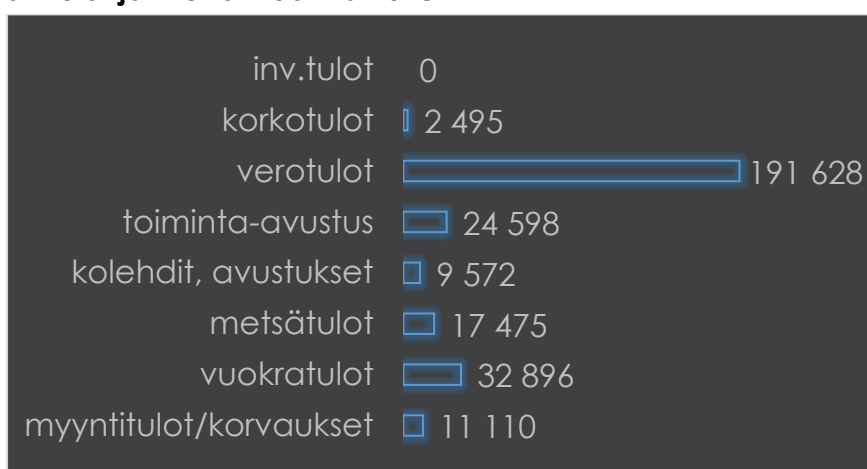 inv.tulot 0
korkotulot 2 495
verotulot 191 628
toiminta-avustus 24 598
kolehdit, avustukset 9 572
metsätulot 17 475
vuokratulot 32 896
myyntitulot/korvaukset 11 110